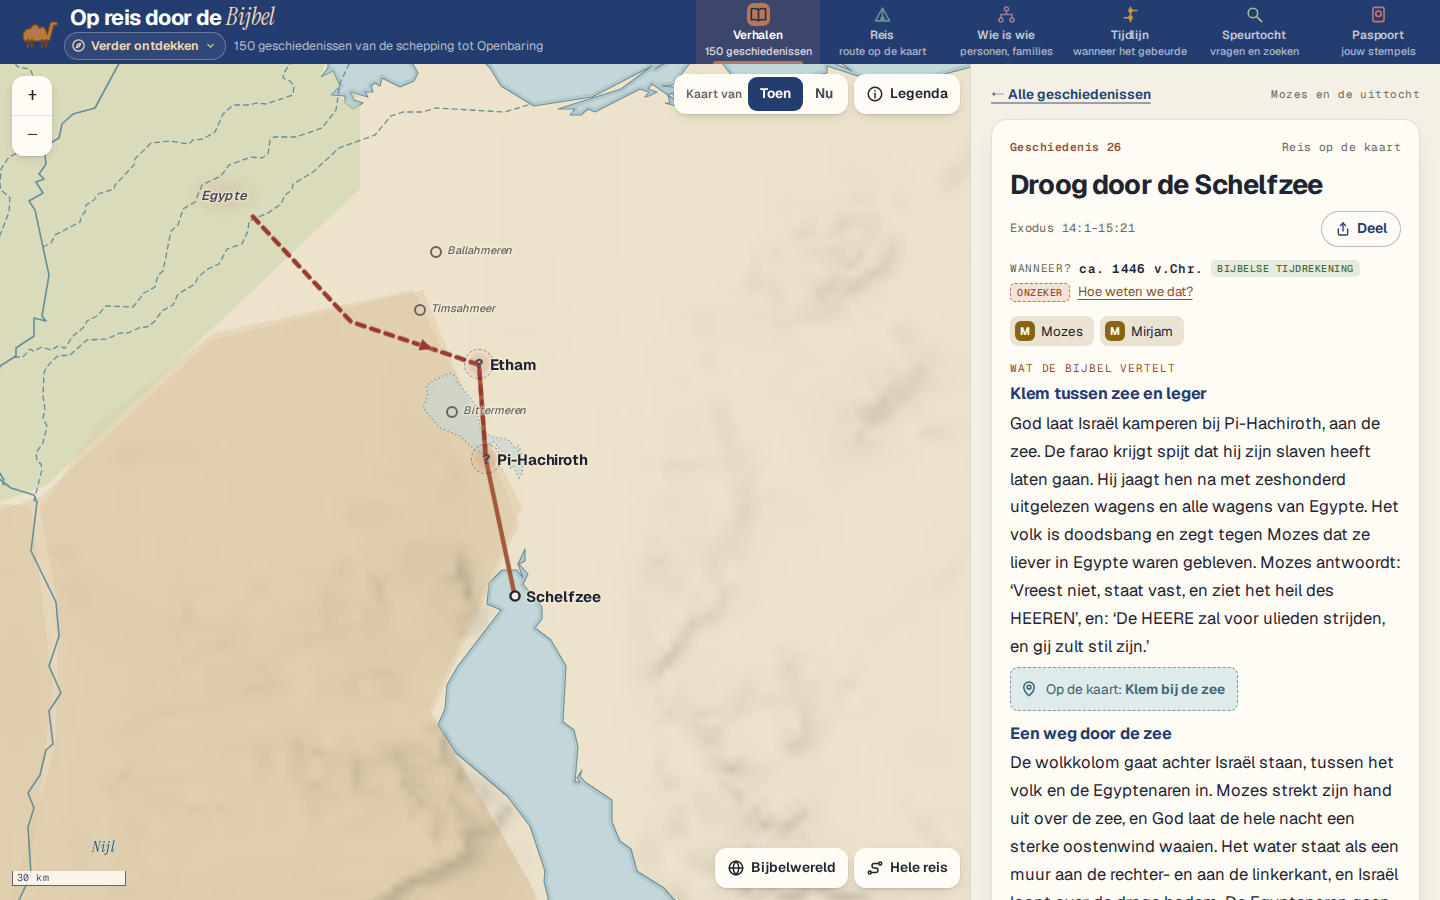 Op reis door de Bijbel
Verder ontdekken
150 geschiedenissen van de schepping tot Openbaring
Verhalen
150 geschiedenissen
Reis
route op de kaart
Wie is wie
personen, families
Tijdlijn
wanneer het gebeurde
Speurtocht
vragen en zoeken
Paspoort
jouw stempels
+
−
Kaart van
Toen
Nu
Legenda
Egypte
Ballahmeren
Timsahmeer
? Etham
Bittermeren
? Pi-Hachiroth
Schelfzee
Nijl
30 km
Bijbelwereld
Hele reis
← Alle geschiedenissen
Mozes en de uittocht
Geschiedenis 26
Reis op de kaart
Droog door de Schelfzee
Exodus 14:1-15:21
Deel
WANNEER? ca. 1446 v.Chr. BIJBELSE TIJDREKENING
ONZEKER Hoe weten we dat?
M Mozes
M Mirjam
WAT DE BIJBEL VERTELT
Klem tussen zee en leger
God laat Israël kamperen bij Pi-Hachiroth, aan de
zee. De farao krijgt spijt dat hij zijn slaven heeft
laten gaan. Hij jaagt hen na met zeshonderd
uitgelezen wagens en alle wagens van Egypte. Het
volk is doodsbang en zegt tegen Mozes dat ze
liever in Egypte waren gebleven. Mozes antwoordt:
‘Vreest niet, staat vast, en ziet het heil des
HEEREN’, en: ‘De HEERE zal voor ulieden strijden,
en gij zult stil zijn.’
Op de kaart: Klem bij de zee
Een weg door de zee
De wolkkolom gaat achter Israël staan, tussen het
volk en de Egyptenaren in. Mozes strekt zijn hand
uit over de zee, en God laat de hele nacht een
sterke oostenwind waaien. Het water staat als een
muur aan de rechter- en aan de linkerkant, en Israël
loopt over de droge bodem. De Egyptenaren gaan